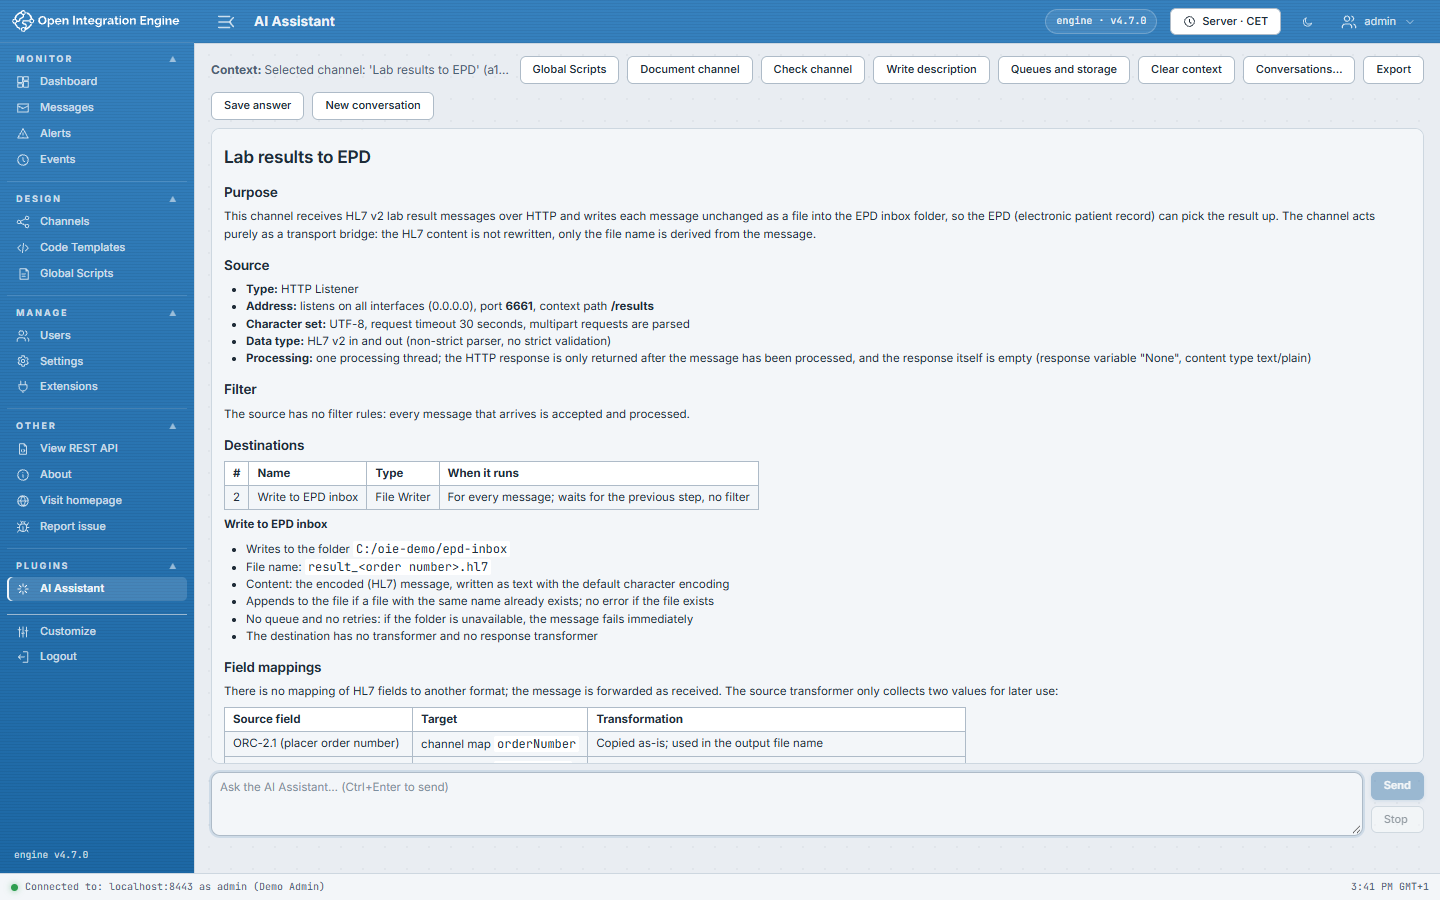 Open Integration Engine
AI Assistant
engine · v4.7.0
Server · CET
admin
MONITOR
Dashboard
Messages
Alerts
Events
DESIGN
Channels
Code Templates
Global Scripts
MANAGE
Users
Settings
Extensions
OTHER
View REST API
About
Visit homepage
Report issue
PLUGINS
AI Assistant
Customize
Logout
engine v4.7.0
Context: Selected channel: 'Lab results to EPD' (a1...
Global Scripts
Document channel
Check channel
Write description
Queues and storage
Clear context
Conversations...
Export
Save answer
New conversation
Lab results to EPD
Purpose
This channel receives HL7 v2 lab result messages over HTTP and writes each message unchanged as a file into the EPD inbox folder, so the EPD (electronic patient record) can pick the result up. The channel acts
purely as a transport bridge: the HL7 content is not rewritten, only the file name is derived from the message.
Source
Type: HTTP Listener
Address: listens on all interfaces (0.0.0.0), port 6661, context path /results
Character set: UTF-8, request timeout 30 seconds, multipart requests are parsed
Data type: HL7 v2 in and out (non-strict parser, no strict validation)
Processing: one processing thread; the HTTP response is only returned after the message has been processed, and the response itself is empty (response variable "None", content type text/plain)
Filter
The source has no filter rules: every message that arrives is accepted and processed.
Destinations
# Name Type When it runs
2 Write to EPD inbox File Writer For every message; waits for the previous step, no filter
Write to EPD inbox
Writes to the folder C:/oie-demo/epd-inbox
File name: result_<order number>.hl7
Content: the encoded (HL7) message, written as text with the default character encoding
Appends to the file if a file with the same name already exists; no error if the file exists
No queue and no retries: if the folder is unavailable, the message fails immediately
The destination has no transformer and no response transformer
Field mappings
There is no mapping of HL7 fields to another format; the message is forwarded as received. The source transformer only collects two values for later use:
Source field Target Transformation
ORC-2.1 (placer order number) channel map orderNumber Copied as-is; used in the output file name
Ask the AI Assistant... (Ctrl+Enter to send)
Send
Stop
Connected to: localhost:8443 as admin (Demo Admin)
3:41 PM GMT+1